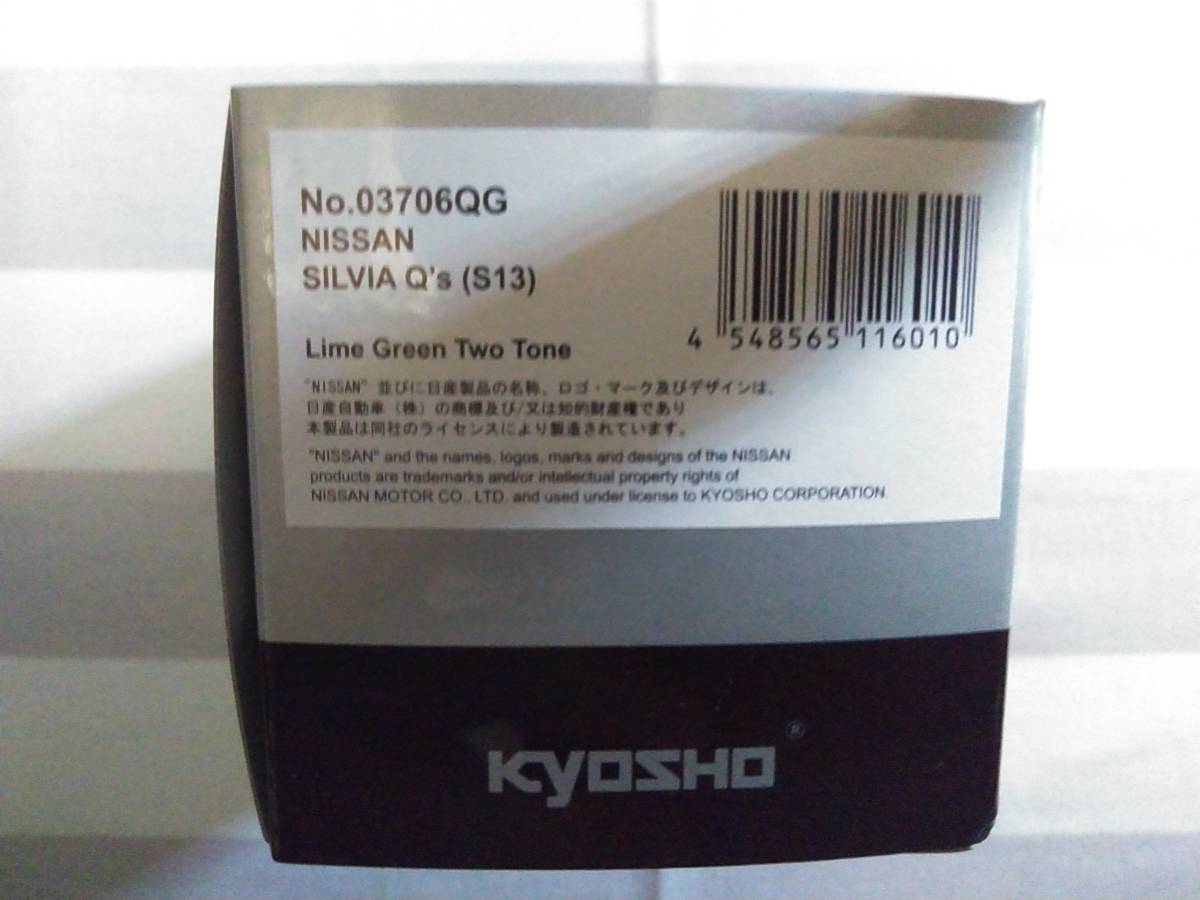 No.03706QG
NISSAN
SILVIA Q's (S13)
Lime Green Two Tone
4 548565 116010
"NISSAN" 並びに日産製品の名称、ロゴ・マーク及びデザインは、
日産自動車（株）の商標及び/又は知的財産権であり
本製品は同社のライセンスにより製造されています。
"NISSAN" and the names, logos, marks and designs of the NISSAN
products are trademarks and/or intellectual property rights of
NISSAN MOTOR CO., LTD. and used under license to KYOSHO CORPORATION.
KYOSHO®